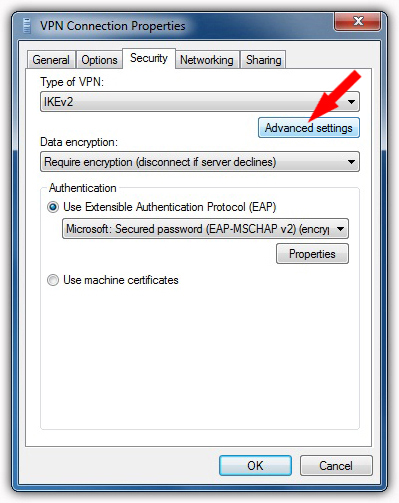 VPN Connection Properties
General Options Security Networking Sharing
Type of VPN:
IKEv2
Advanced settings
Data encryption:
Require encryption (disconnect if server declines)
Authentication
Use Extensible Authentication Protocol (EAP)
Microsoft: Secured password (EAP-MSCHAP v2) (encryp
Properties
Use machine certificates
OK Cancel